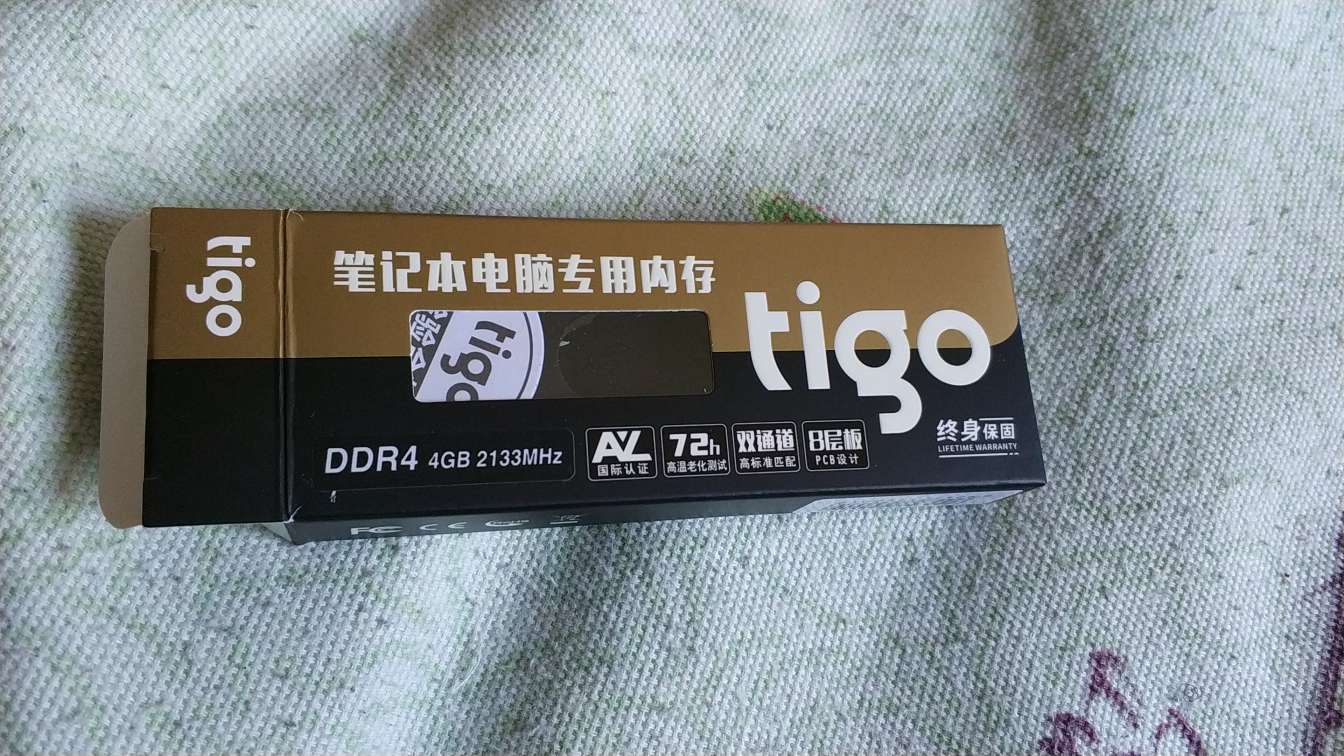 tigo
笔记本电脑专用内存
tigo
tigo
DDR4 4GB 2133MHz
AVL
国际认证
72h
高温老化测试
双通道
高标准匹配
8层板
PCB设计
终身保固
LIFETIME WARRANTY
FC CE